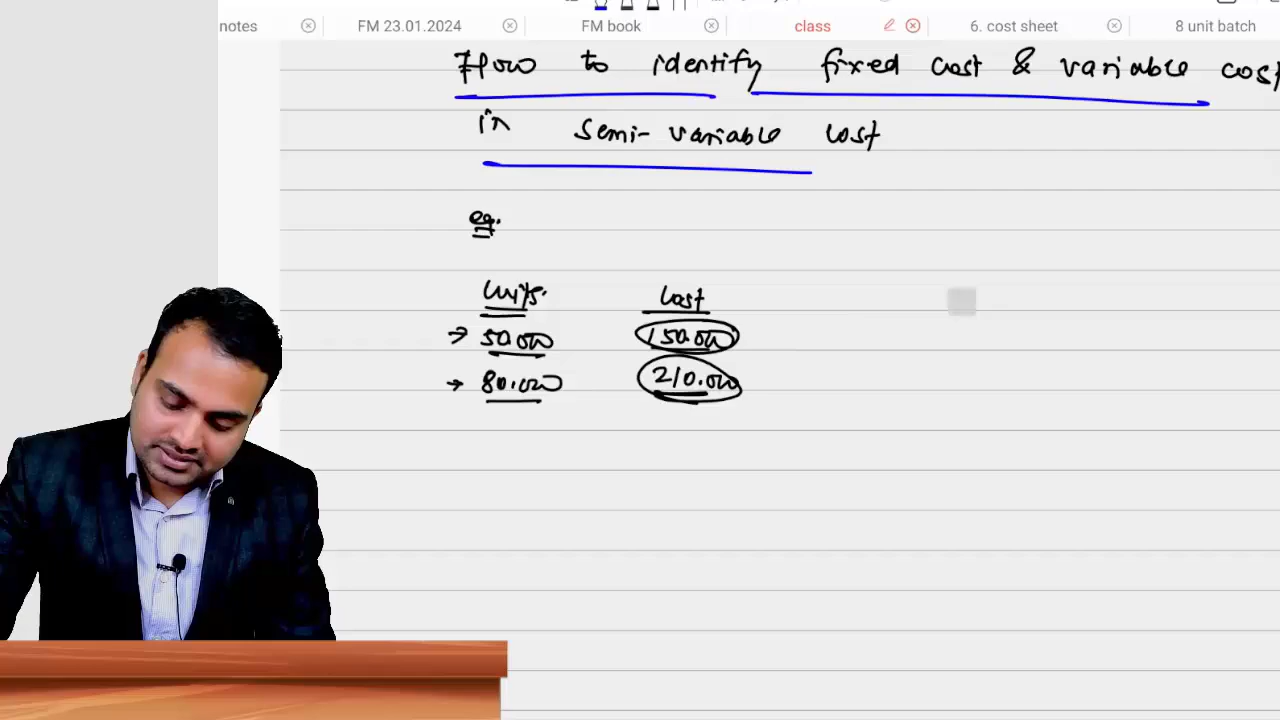 notes FM 23.01.2024 FM book class 6. cost sheet 8 unit batch
How to identify fixed cost & variable cost
in semi-variable cost
eg.
Units. Cost
→ 50.000 150.000
→ 80.000 210.000